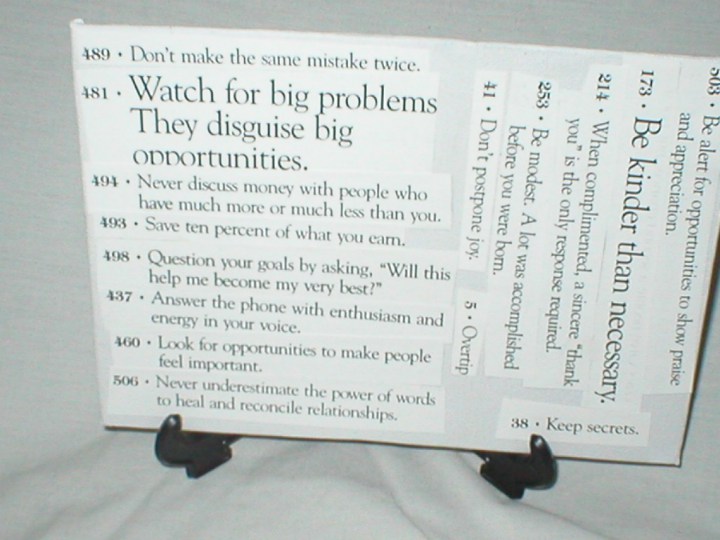 489 • Don't make the same mistake twice.
481 • Watch for big problems
They disguise big
opportunities.
494 • Never discuss money with people who
have much more or much less than you.
493 • Save ten percent of what you earn.
498 • Question your goals by asking, “Will this
help me become my very best?”
437 • Answer the phone with enthusiasm and
energy in your voice.
460 • Look for opportunities to make people
feel important.
506 • Never underestimate the power of words
to heal and reconcile relationships.
41 • Don't postpone joy.
5 • Overtip
253 • Be modest. A lot was accomplished
before you were born.
214 • When complimented, a sincere “thank
you” is the only response required.
173 • Be kinder than necessary.
503 • Be alert for opportunities to show praise
and appreciation.
38 • Keep secrets.